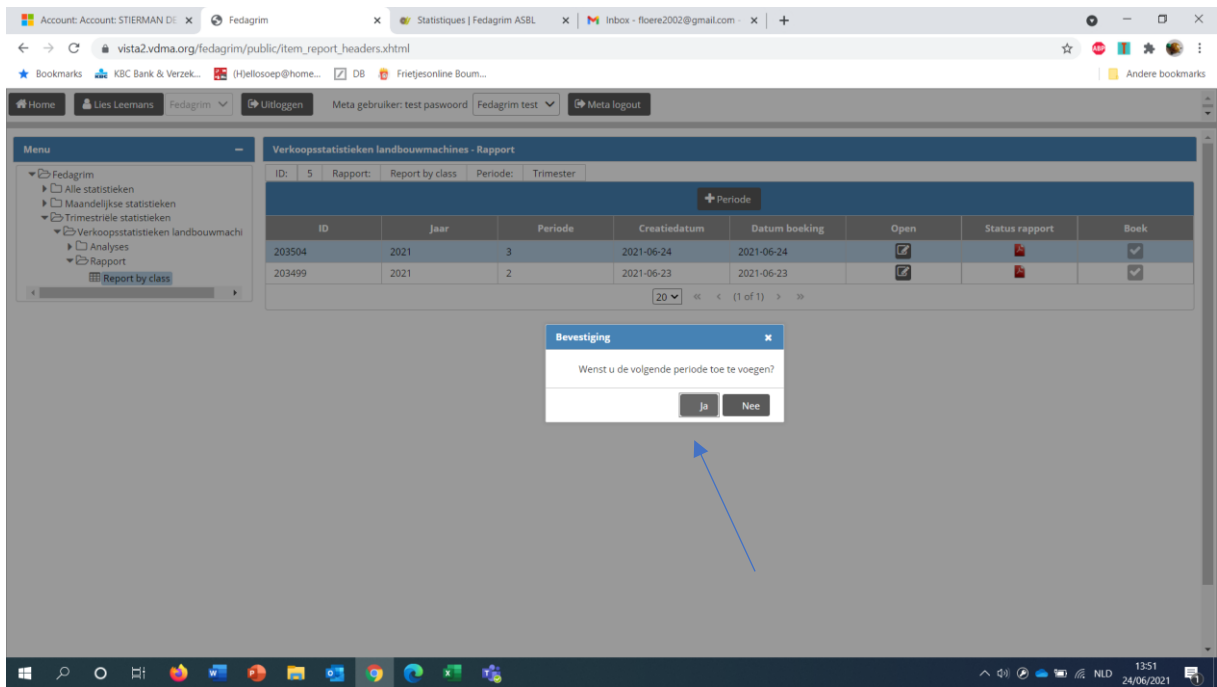 Account: Account: STIERMAN DE
Fedagrim
Statistiques | Fedagrim ASBL
Inbox - floere2002@gmail.com -
vista2.vdma.org/fedagrim/public/item_report_headers.xhtml
Bookmarks KBC Bank & Verzek... (H)ellosoep@home... DB Frietjesonline Boum... Andere bookmarks
Home Lies Leemans Fedagrim Uitloggen Meta gebruiker: test paswoord Fedagrim test Meta logout
Menu
Fedagrim
Alle statistieken
Maandelijkse statistieken
Trimestriële statistieken
Verkoopsstatistieken landbouwmachi
Analyses
Rapport
Report by class
Verkoopsstatistieken landbouwmachines - Rapport
ID: 5 Rapport: Report by class Periode: Trimester
Periode
ID Jaar Periode Creatiedatum Datum boeking Open Status rapport Boek
203504 2021 3 2021-06-24 2021-06-24
203499 2021 2 2021-06-23 2021-06-23
20 (1 of 1)
Bevestiging
Wenst u de volgende periode toe te voegen?
Ja Nee
NLD 13:51
24/06/2021